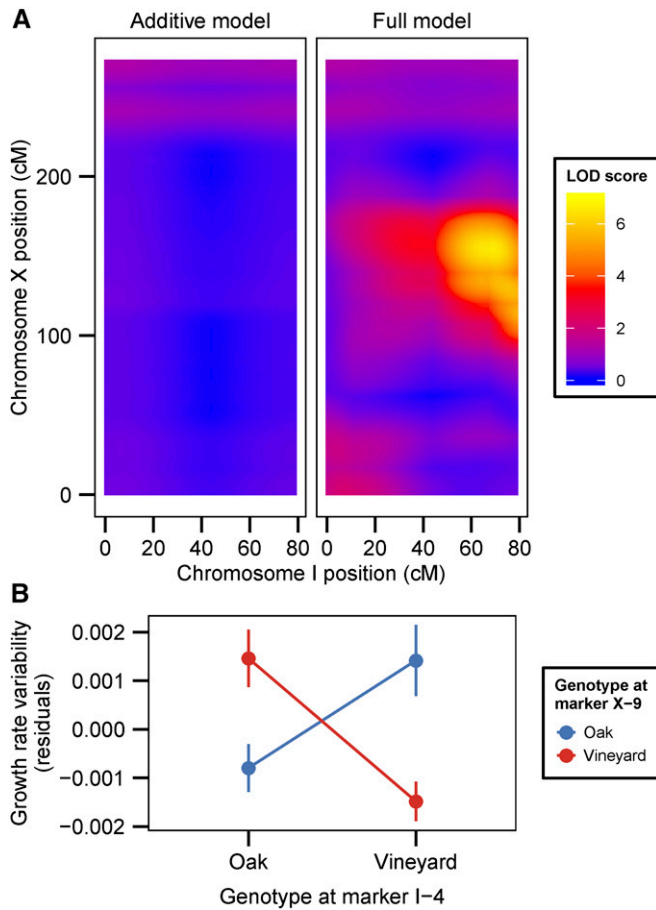 A
Additive model
Full model
Chromosome X position (cM)
200
100
0
0 20 40 60 80
0 20 40 60 80
Chromosome I position (cM)
LOD score
6
4
2
0
B
Growth rate variability
(residuals)
0.002
0.001
0.000
−0.001
−0.002
Oak
Vineyard
Genotype at marker I−4
Genotype at
marker X−9
Oak
Vineyard